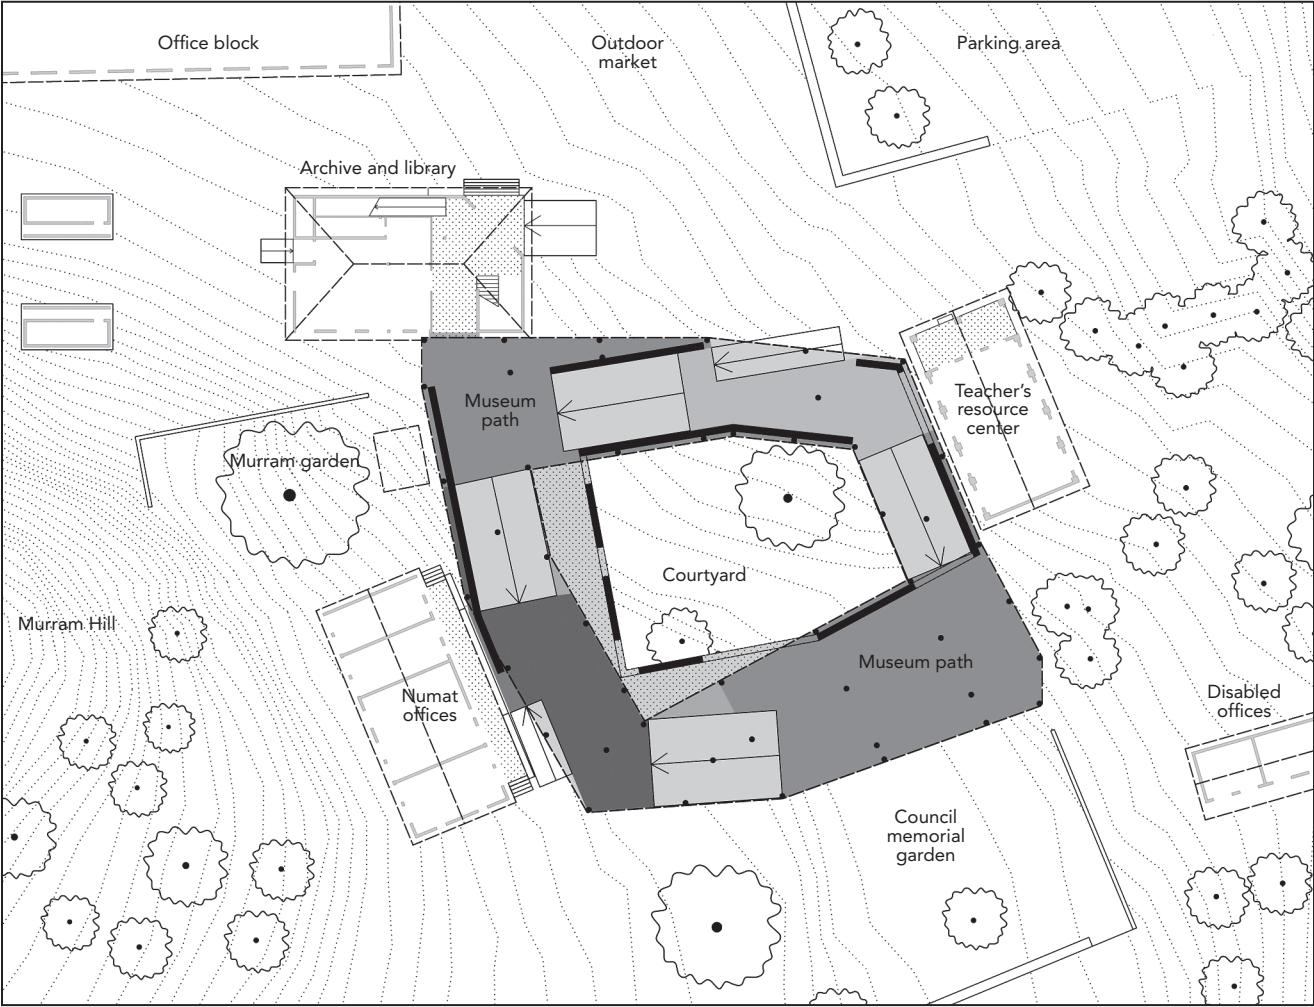 Office block
Outdoor
market
Parking area
Archive and library
Museum
path
Teacher's
resource
center
Murram garden
Courtyard
Murram Hill
Museum path
Numat
offices
Disabled
offices
Council
memorial
garden